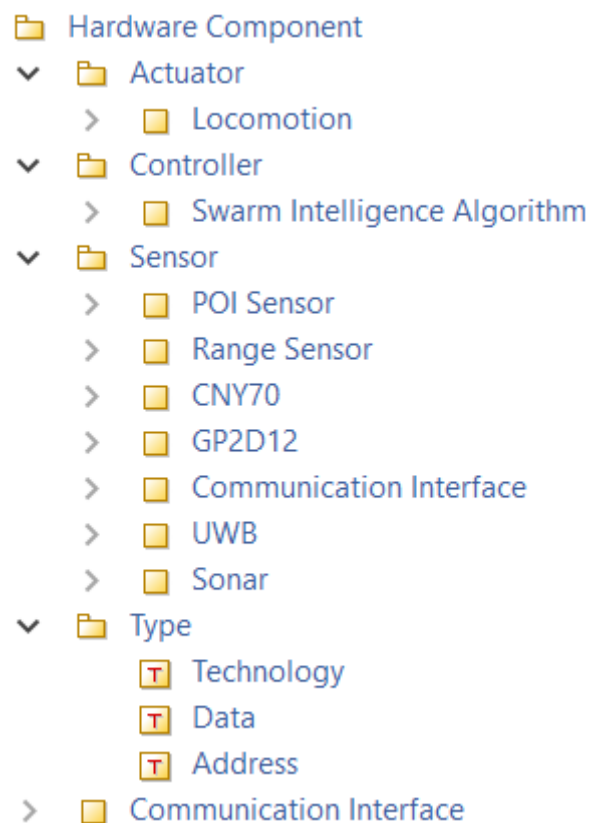 Hardware Component
Actuator
Locomotion
Controller
Swarm Intelligence Algorithm
Sensor
POI Sensor
Range Sensor
CNY70
GP2D12
Communication Interface
UWB
Sonar
Type
T Technology
T Data
T Address
Communication Interface